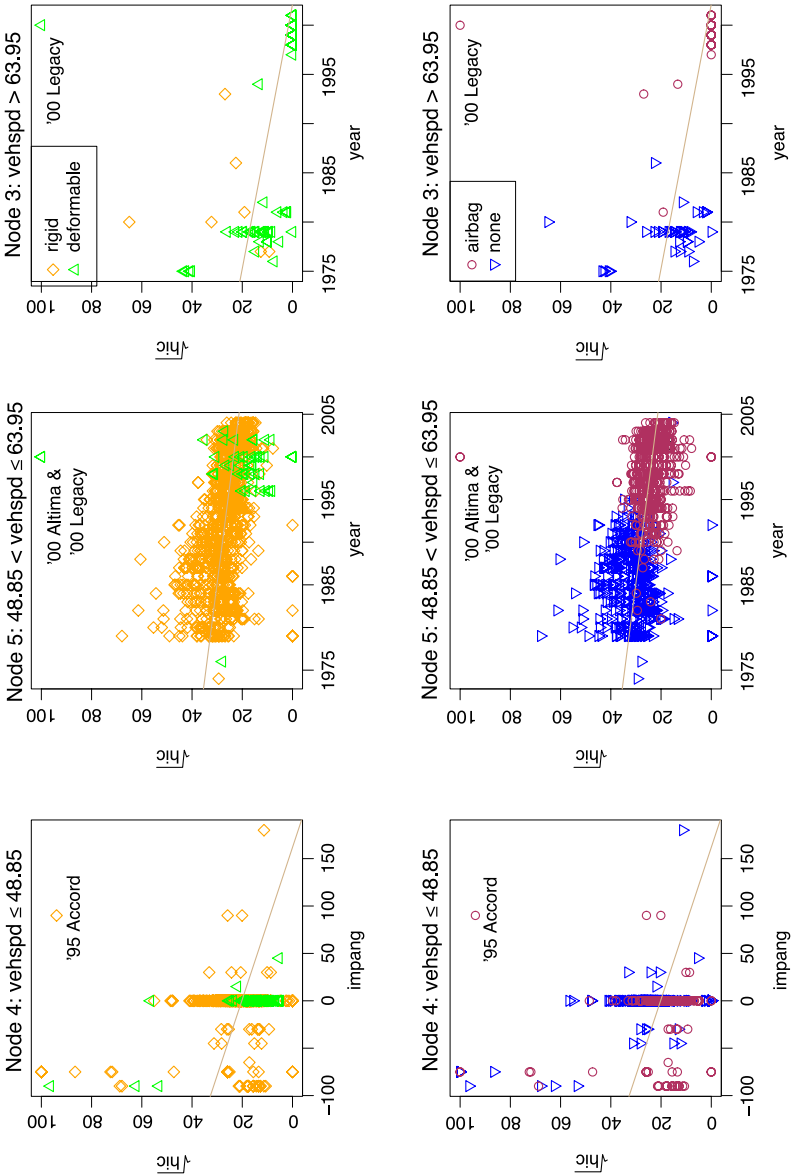 Node 4: vehspd ≤ 48.85
√hic
100
80
60
40
20
0
'95 Accord
−100
−50
0
50
100
150
impang
Node 5: 48.85 < vehspd ≤ 63.95
√hic
100
80
60
40
20
0
'00 Altima &
'00 Legacy
1975
1985
1995
2005
year
Node 3: vehspd > 63.95
√hic
100
80
60
40
20
0
rigid
deformable
'00 Legacy
1975
1985
1995
year
Node 4: vehspd ≤ 48.85
√hic
100
80
60
40
20
0
'95 Accord
−100
0
50
100
150
impang
Node 5: 48.85 < vehspd ≤ 63.95
√hic
100
80
60
40
20
0
'00 Altima &
'00 Legacy
1975
1985
1995
2005
year
Node 3: vehspd > 63.95
√hic
100
80
60
40
20
0
airbag
none
'00 Legacy
1975
1985
1995
year